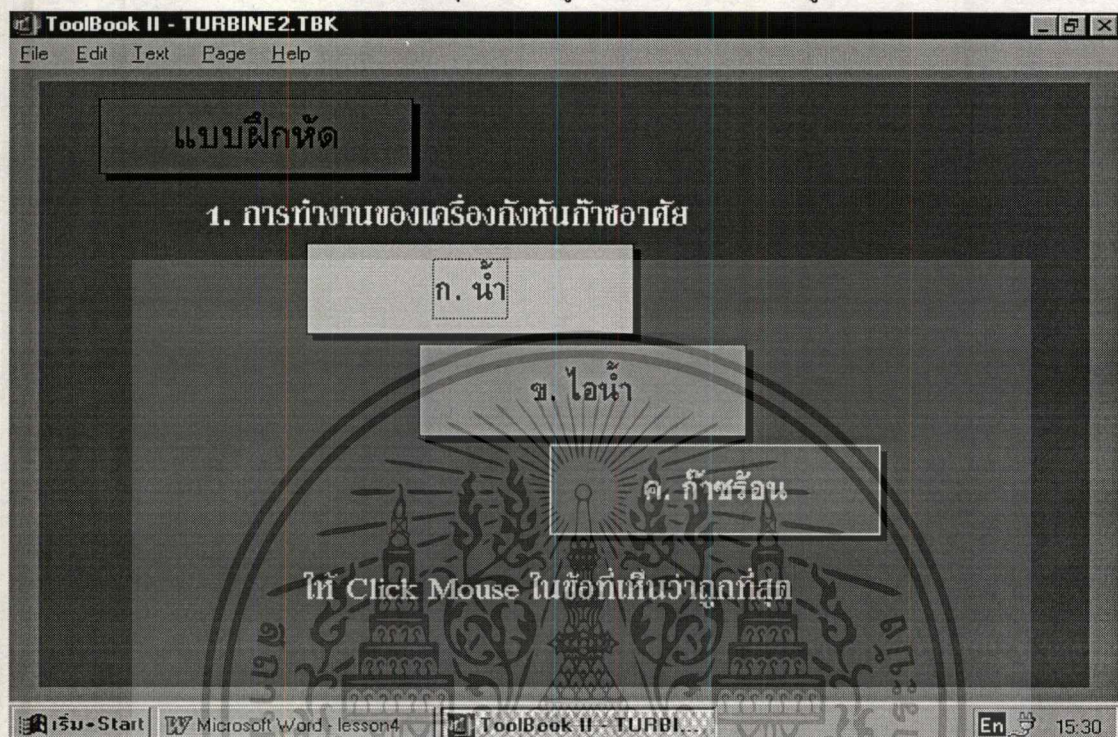 ToolBook II - TURBINE2.TBK
File Edit Text Page Help
แบบฝึกหัด
1. การทำงานของเครื่องกังหันก๊าซอาศัย
ก. น้ำ
ข. ไอน้ำ
ค. ก๊าซร้อน
ให้ Click Mouse ในข้อที่เห็นว่าถูกที่สุด
เริ่ม-Start Microsoft Word - lesson4 ToolBook II - TURBI... En 15:30